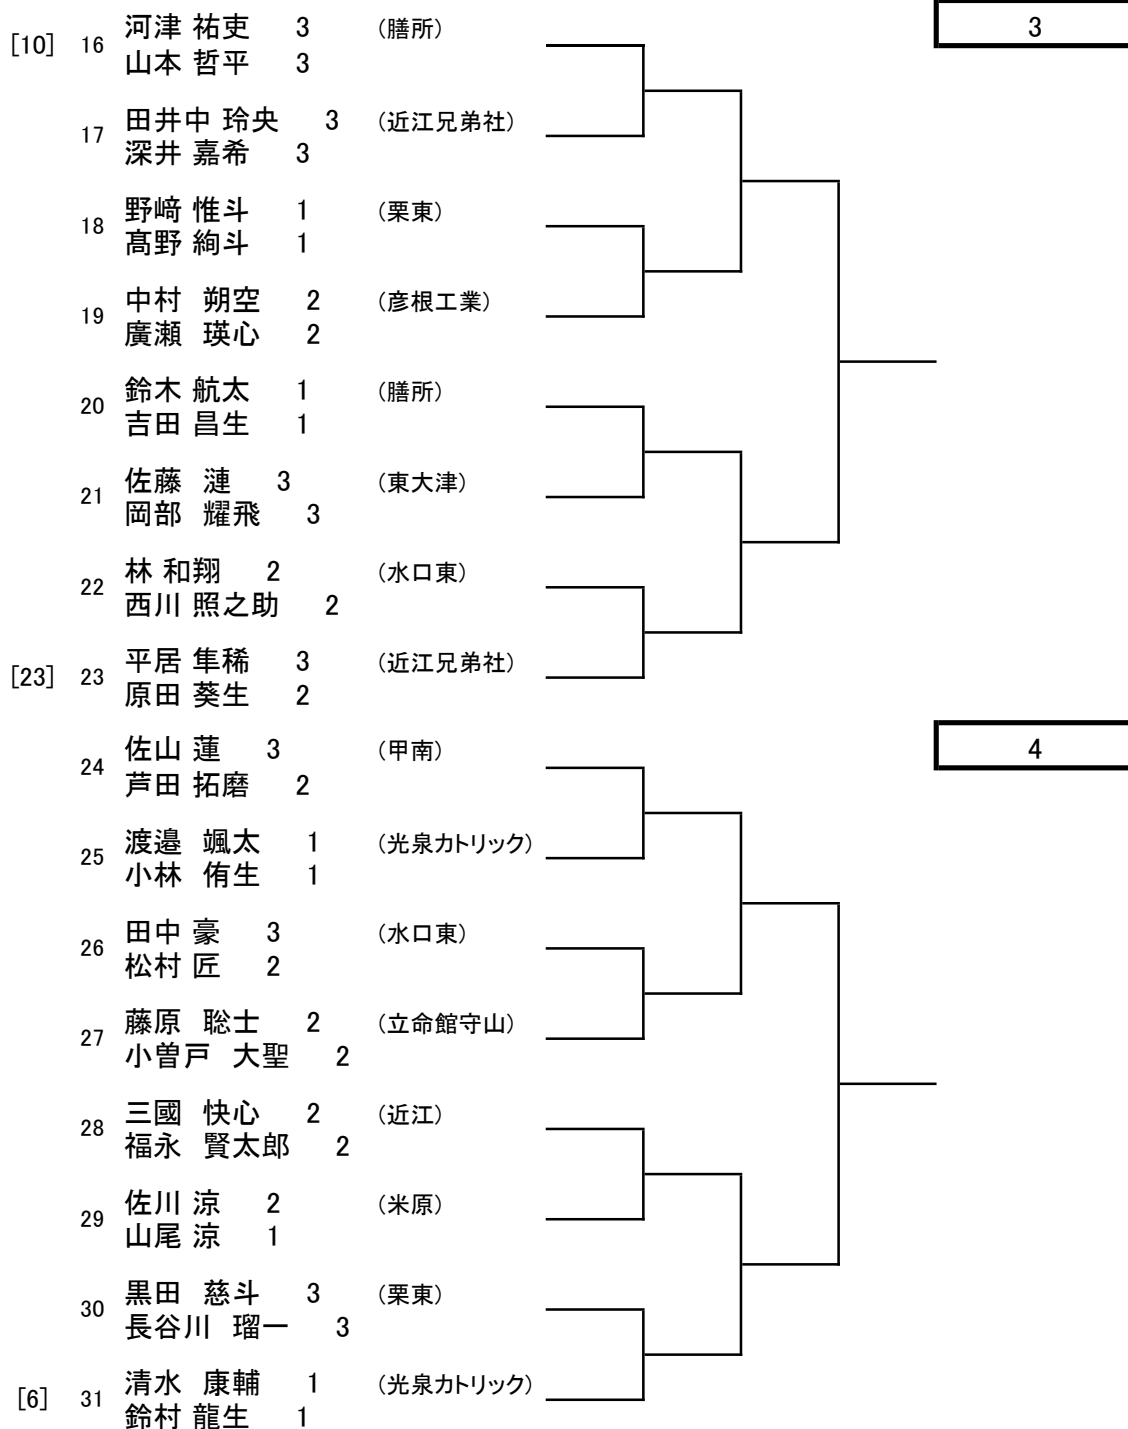 3
[10] 16 河津 祐吏 3 (膳所)
山本 哲平 3
17 田井中 玲央 3 (近江兄弟社)
深井 嘉希 3
18 野﨑 惟斗 1 (栗東)
髙野 絢斗 1
19 中村 朔空 2 (彦根工業)
廣瀬 瑛心 2
20 鈴木 航太 1 (膳所)
吉田 昌生 1
21 佐藤 漣 3 (東大津)
岡部 耀飛 3
22 林 和翔 2 (水口東)
西川 照之助 2
[23] 23 平居 隼稀 3 (近江兄弟社)
原田 葵生 2
4
24 佐山 蓮 3 (甲南)
芦田 拓磨 2
25 渡邉 颯太 1 (光泉カトリック)
小林 侑生 1
26 田中 豪 3 (水口東)
松村 匠 2
27 藤原 聡士 2 (立命館守山)
小曽戸 大聖 2
28 三國 快心 2 (近江)
福永 賢太郎 2
29 佐川 涼 2 (米原)
山尾 涼 1
30 黒田 慈斗 3 (栗東)
長谷川 瑠一 3
[6] 31 清水 康輔 1 (光泉カトリック)
鈴村 龍生 1